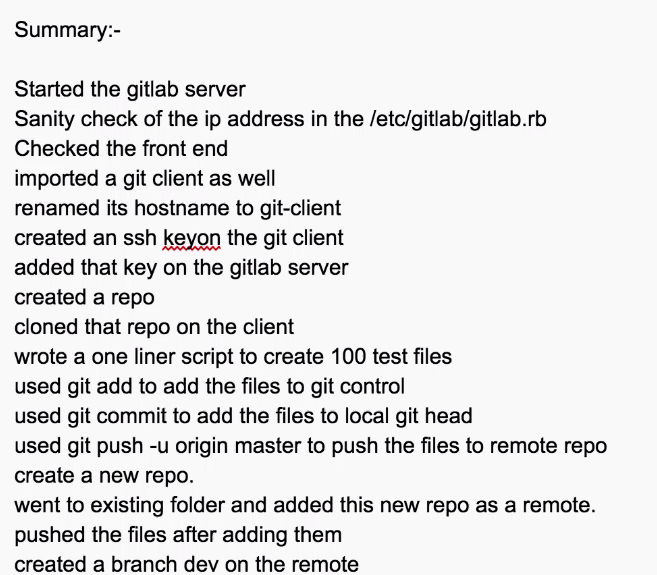 Summary:-
Started the gitlab server
Sanity check of the ip address in the /etc/gitlab/gitlab.rb
Checked the front end
imported a git client as well
renamed its hostname to git-client
created an ssh keyon the git client
added that key on the gitlab server
created a repo
cloned that repo on the client
wrote a one liner script to create 100 test files
used git add to add the files to git control
used git commit to add the files to local git head
used git push -u origin master to push the files to remote repo
create a new repo.
went to existing folder and added this new repo as a remote.
pushed the files after adding them
created a branch dev on the remote